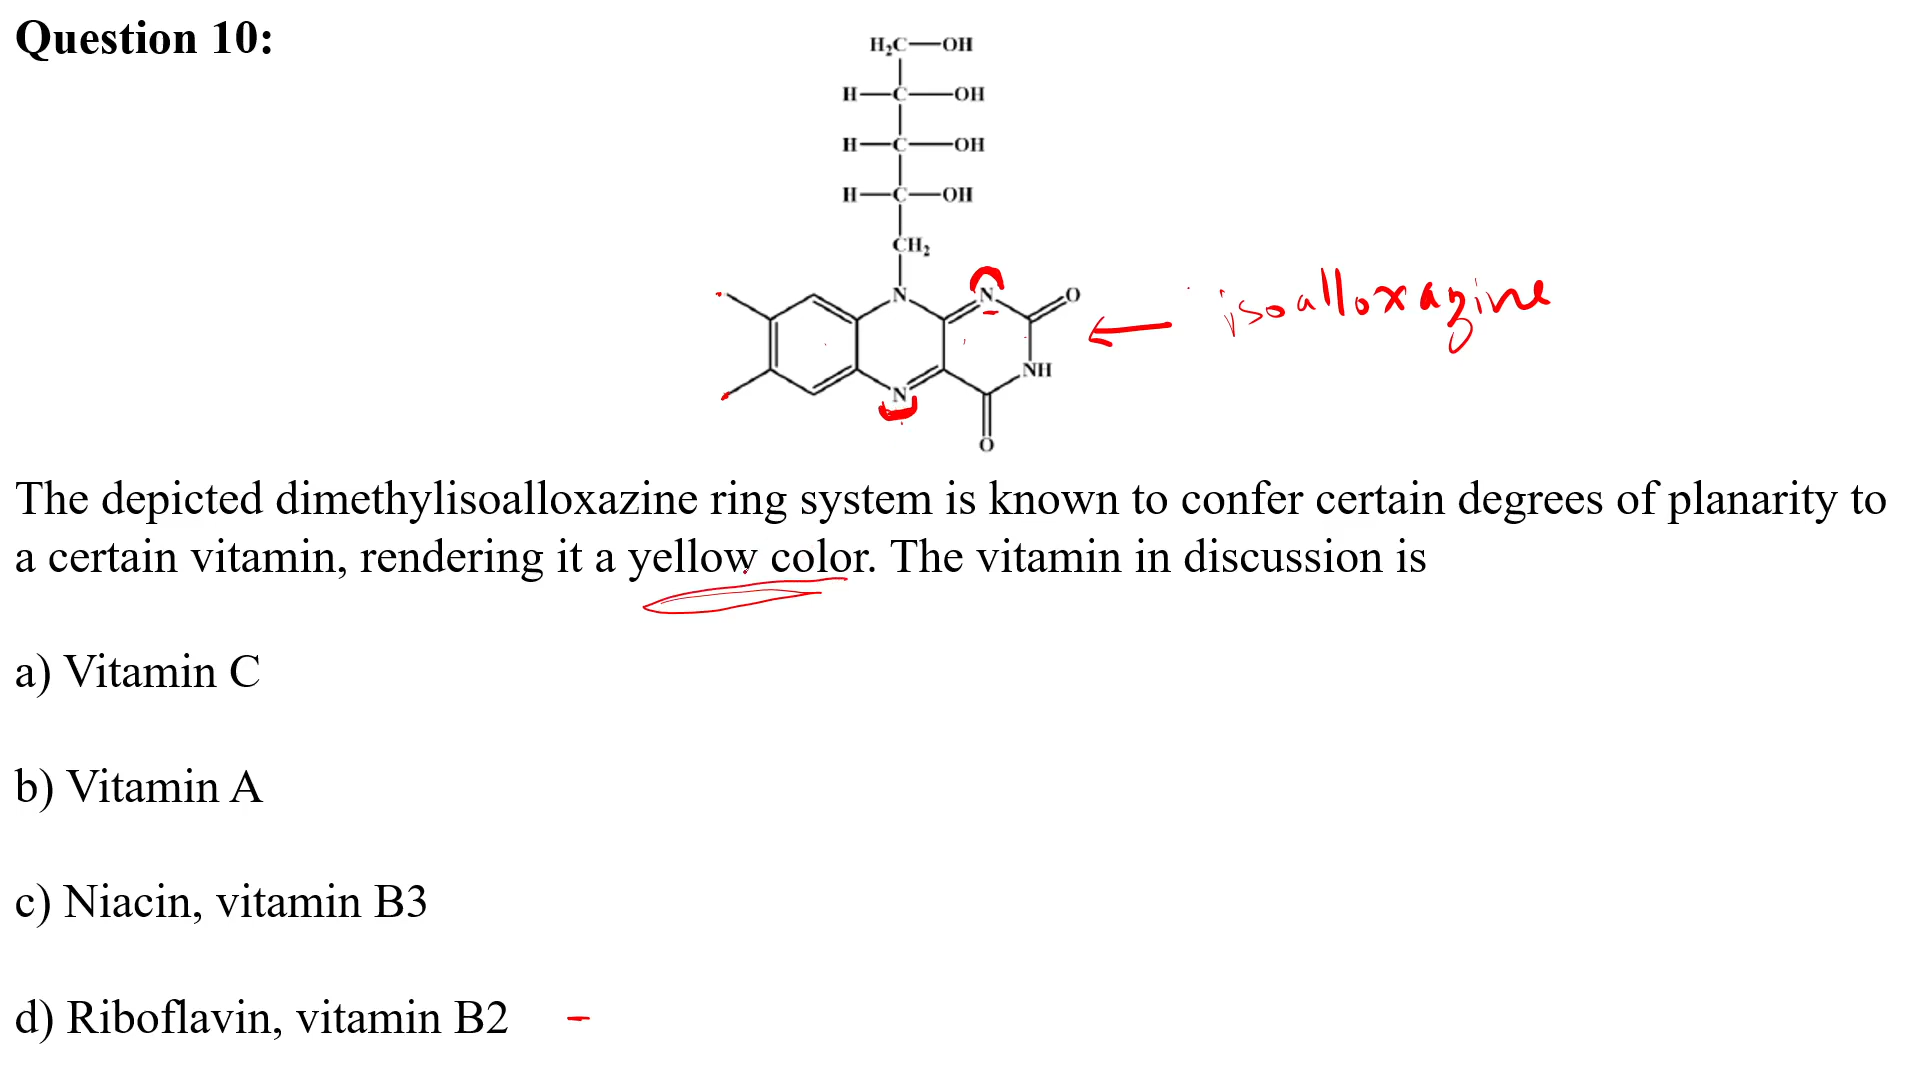 Question 10:
H₂C—OH
H—C—OH
H—C—OH
H—C—OH
CH₂
N
N
O
isoalloxazine
NH
N
O
The depicted dimethylisoalloxazine ring system is known to confer certain degrees of planarity to
a certain vitamin, rendering it a yellow color. The vitamin in discussion is
a) Vitamin C
b) Vitamin A
c) Niacin, vitamin B3
d) Riboflavin, vitamin B2